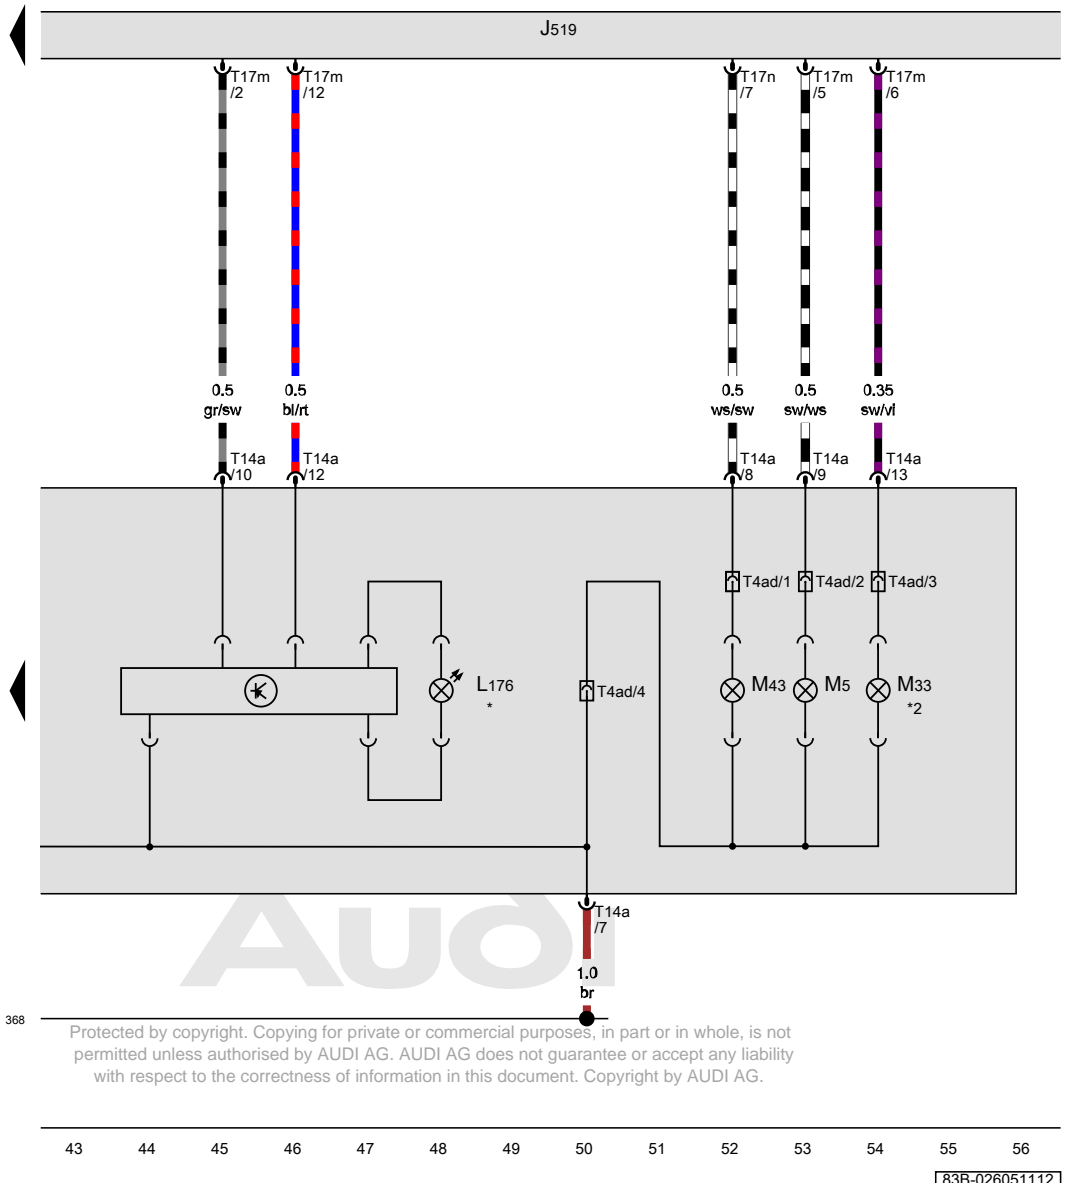 J519
T17m
/2
T17m
/12
T17n
/7
T17m
/5
T17m
/6
0.5
gr/sw
0.5
bl/rt
0.5
ws/sw
0.5
sw/ws
0.35
sw/vi
T14a
/10
T14a
/12
T14a
/8
T14a
/9
T14a
/13
T4ad/1
T4ad/2
T4ad/3
L176
*
T4ad/4
M43
M5
M33
*2
Audi
T14a
/7
1.0
br
368
Protected by copyright. Copying for private or commercial purposes, in part or in whole, is not
permitted unless authorised by AUDI AG. AUDI AG does not guarantee or accept any liability
with respect to the correctness of information in this document. Copyright by AUDI AG.
43 44 45 46 47 48 49 50 51 52 53 54 55 56
83B-026051112